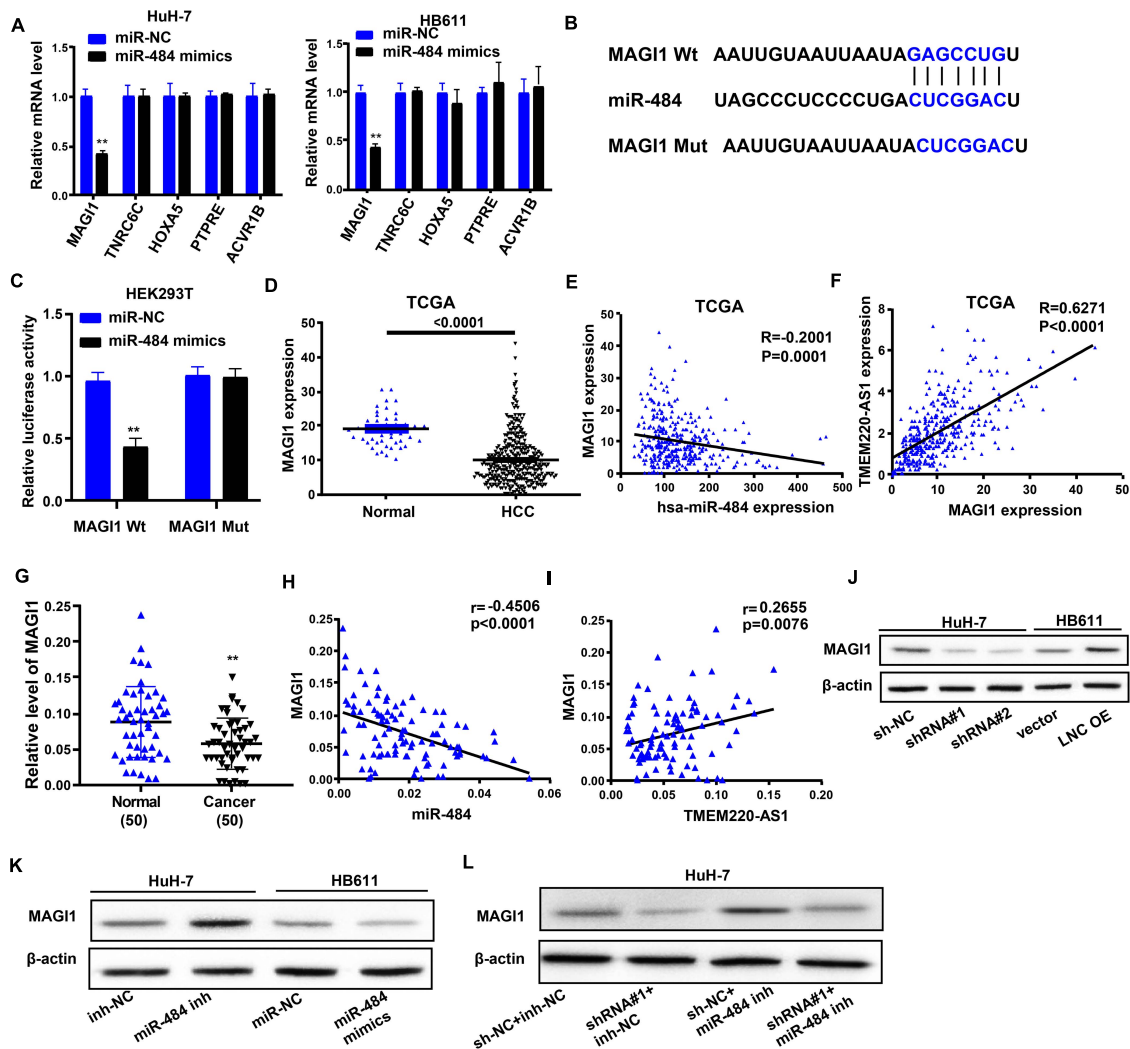 A
HuH-7
miR-NC
miR-484 mimics
Relative mRNA level
1.5
1.0
0.5
0.0
MAGI1
TNRC6C
HOXA5
PTPRE
ACVR1B
**
HB611
miR-NC
miR-484 mimics
Relative mRNA level
1.5
1.0
0.5
0.0
MAGI1
TNRC6C
HOXA5
PTPRE
ACVR1B
**
B
MAGI1 Wt AAUUGUAAUUAAUAGAGCCUGU
miR-484 UAGCCCUCCCCUGACUCGGACU
MAGI1 Mut AAUUGUAAUUAAUACUCGGACU
C
HEK293T
miR-NC
miR-484 mimics
Relative luciferase activity
1.5
1.0
0.5
0.0
**
MAGI1 Wt MAGI1 Mut
D
TCGA
<0.0001
MAGI1 expression
50
40
30
20
10
0
Normal HCC
E
TCGA
R=-0.2001
P=0.0001
MAGI1 expression
50
45
40
35
30
25
20
15
10
5
0
0 100 200 300 400 500
hsa-miR-484 expression
F
TCGA
R=0.6271
P<0.0001
TMEM220-AS1 expression
8
6
4
2
0
0 10 20 30 40 50
MAGI1 expression
G
Relative level of MAGI1
0.25
0.20
0.15
0.10
0.05
0.00
**
Normal Cancer
(50) (50)
H
r=-0.4506
p<0.0001
MAGI1
0.25
0.20
0.15
0.10
0.05
0.00
0.00 0.02 0.04 0.06
miR-484
I
r=0.2655
p=0.0076
MAGI1
0.25
0.20
0.15
0.10
0.05
0.00
0.00 0.05 0.10 0.15 0.20
TMEM220-AS1
J
HuH-7 HB611
MAGI1
β-actin
sh-NC
shRNA#1
shRNA#2
vector
LNC OE
K
HuH-7 HB611
MAGI1
β-actin
inh-NC
miR-484 inh
miR-NC
miR-484
mimics
L
HuH-7
MAGI1
β-actin
sh-NC+inh-NC
shRNA#1+
inh-NC
sh-NC+
miR-484 inh
shRNA#1+
miR-484 inh